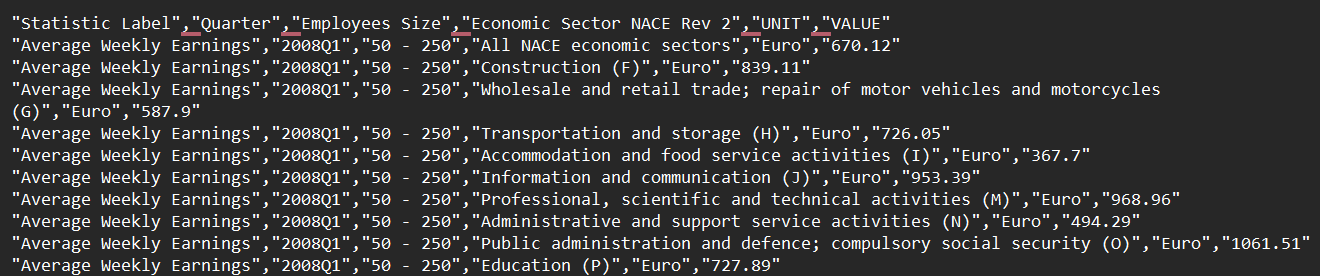 "Statistic Label","Quarter","Employees Size","Economic Sector NACE Rev 2","UNIT","VALUE"
"Average Weekly Earnings","2008Q1","50 - 250","All NACE economic sectors","Euro","670.12"
"Average Weekly Earnings","2008Q1","50 - 250","Construction (F)","Euro","839.11"
"Average Weekly Earnings","2008Q1","50 - 250","Wholesale and retail trade; repair of motor vehicles and motorcycles
(G)","Euro","587.9"
"Average Weekly Earnings","2008Q1","50 - 250","Transportation and storage (H)","Euro","726.05"
"Average Weekly Earnings","2008Q1","50 - 250","Accommodation and food service activities (I)","Euro","367.7"
"Average Weekly Earnings","2008Q1","50 - 250","Information and communication (J)","Euro","953.39"
"Average Weekly Earnings","2008Q1","50 - 250","Professional, scientific and technical activities (M)","Euro","968.96"
"Average Weekly Earnings","2008Q1","50 - 250","Administrative and support service activities (N)","Euro","494.29"
"Average Weekly Earnings","2008Q1","50 - 250","Public administration and defence; compulsory social security (O)","Euro","1061.51"
"Average Weekly Earnings","2008Q1","50 - 250","Education (P)","Euro","727.89"